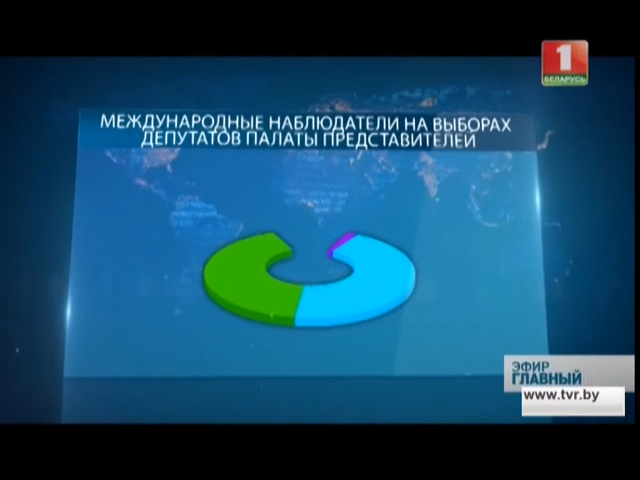 1
БЕЛАРУСЬ
МЕЖДУНАРОДНЫЕ НАБЛЮДАТЕЛИ НА ВЫБОРАХ
ДЕПУТАТОВ ПАЛАТЫ ПРЕДСТАВИТЕЛЕЙ
ЭФИР
ГЛАВНЫЙ
www.tvr.by